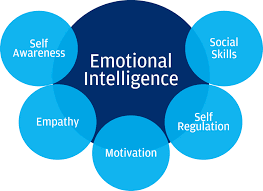 Emotional
Intelligence
Self
Awareness
Empathy
Motivation
Self
Regulation
Social
Skills